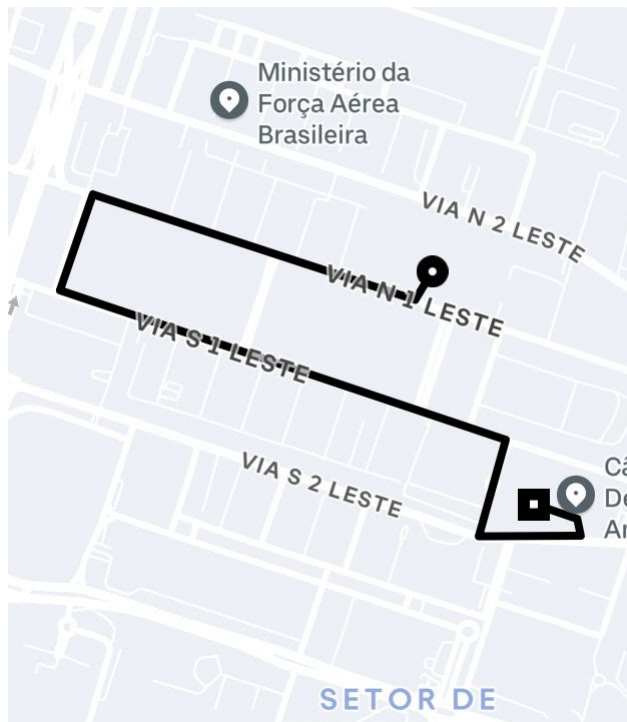 Ministério da
Força Aérea
Brasileira
VIA N 2 LESTE
VIA N 1 LESTE
VIA S 1 LESTE
VIA S 2 LESTE
Câ
De
SETOR DE